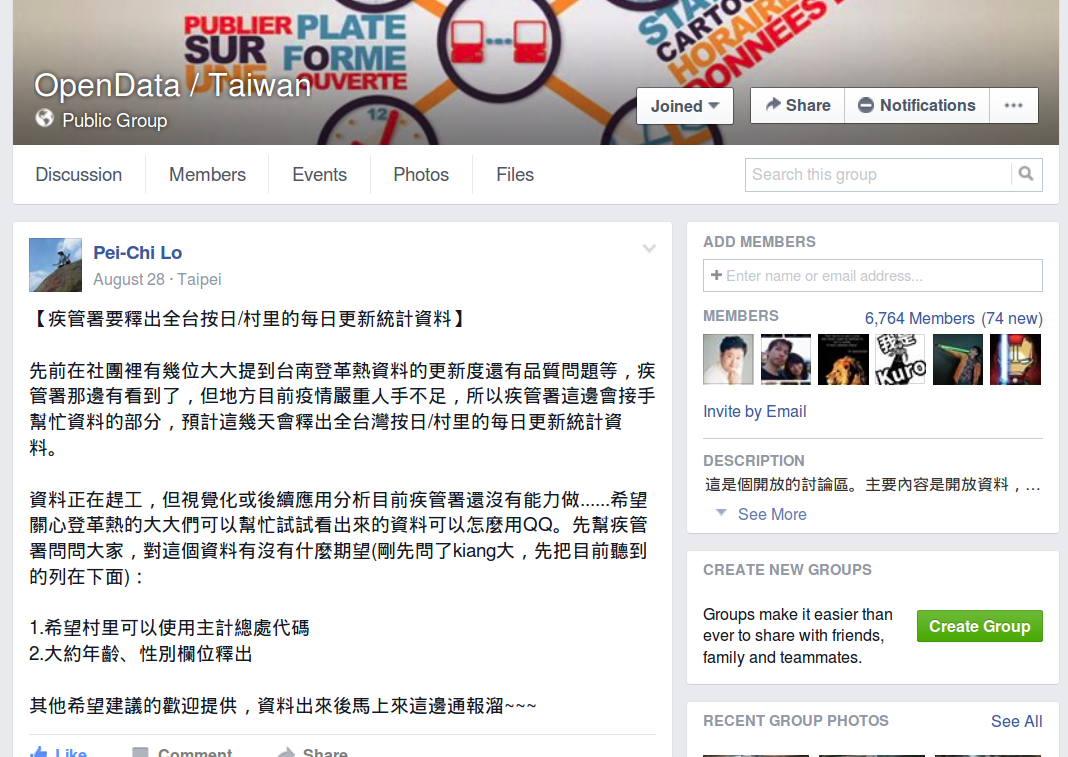 PUBLIER PLATE
SUR FORME
UNE OUVERTE
CARTO
HORAIRE
DONNÉES
12
OpenData / Taiwan
Public Group
Joined
Share
Notifications
Discussion
Members
Events
Photos
Files
Search this group
Pei-Chi Lo
August 28 · Taipei
【疾管署要釋出全台按日/村里的每日更新統計資料】
先前在社團裡有幾位大大提到台南登革熱資料的更新度還有品質問題等，疾
管署那邊有看到了，但地方目前疫情嚴重人手不足，所以疾管署這邊會接手
幫忙資料的部分，預計這幾天會釋出全台灣按日/村里的每日更新統計資
料。
資料正在趕工，但視覺化或後續應用分析目前疾管署還沒有能力做......希望
關心登革熱的大大們可以幫忙試試看出來的資料可以怎麼用QQ。先幫疾管
署問問大家，對這個資料有沒有什麼期望(剛先問了kiang大，先把目前聽到
的列在下面)：
1.希望村里可以使用主計總處代碼
2.大約年齡、性別欄位釋出
其他希望建議的歡迎提供，資料出來後馬上來這邊通報溜~~~
Like
Comment
Share
ADD MEMBERS
+ Enter name or email address...
MEMBERS
6,764 Members (74 new)
我是
Kuro
Invite by Email
DESCRIPTION
這是個開放的討論區。主要內容是開放資料，...
See More
CREATE NEW GROUPS
Groups make it easier than
ever to share with friends,
family and teammates.
Create Group
RECENT GROUP PHOTOS
See All